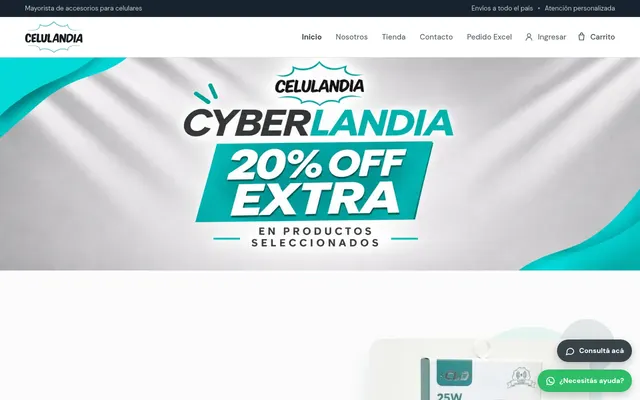 Mayorista de accesorios para celulares
Envíos a todo el país • Atención personalizada
CELULANDIA
Inicio
Nosotros
Tienda
Contacto
Pedido Excel
Ingresar
Carrito
CELULANDIA
CYBERLANDIA
20% OFF
EXTRA
EN PRODUCTOS
SELECCIONADOS
Consultá acá
¿Necesitás ayuda?
25W